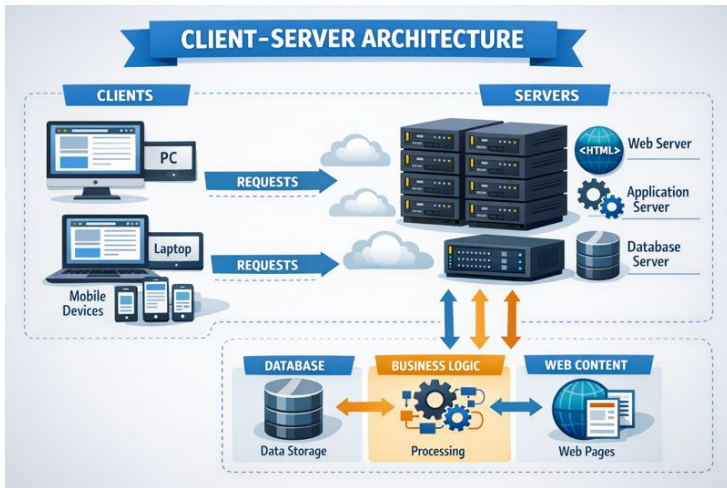 CLIENT-SERVER ARCHITECTURE
CLIENTS
SERVERS
PC
REQUESTS
<HTML>
Web Server
Application
Server
Laptop
REQUESTS
Database
Server
Mobile
Devices
DATABASE
BUSINESS LOGIC
WEB CONTENT
Data Storage
Processing
Web Pages